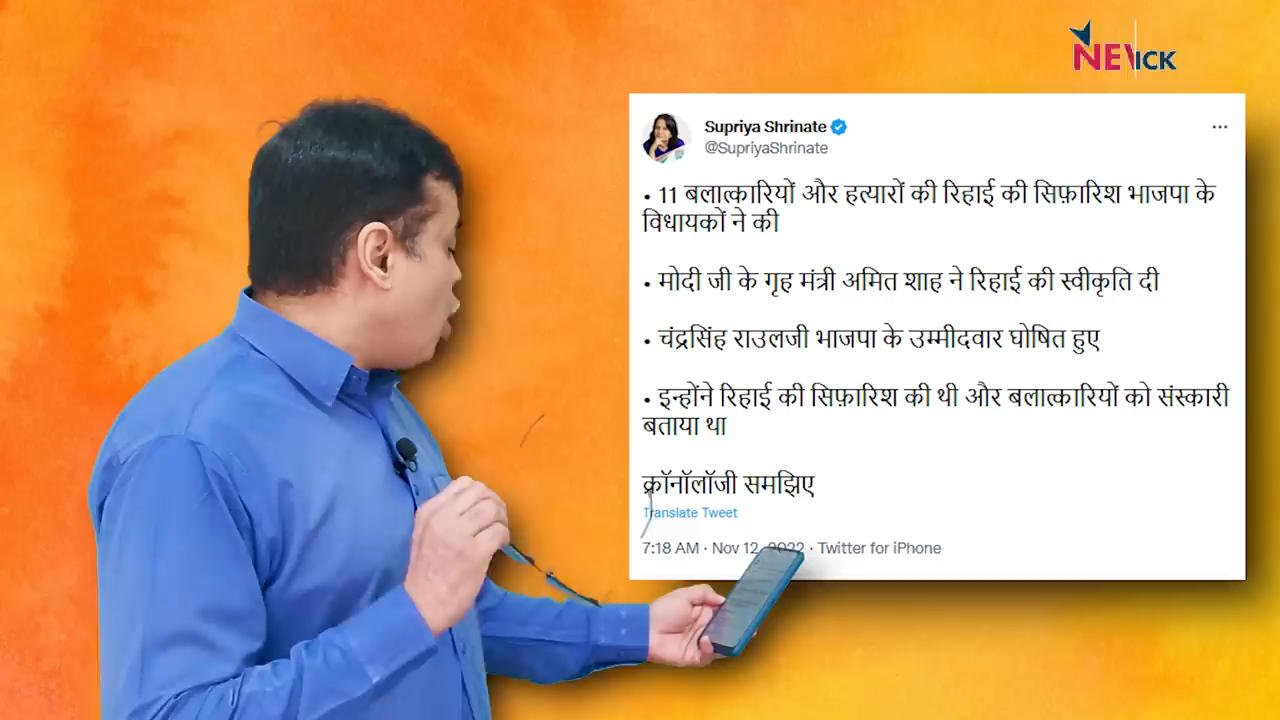 NEWICK
Supriya Shrinate
@SupriyaShrinate
• 11 बलात्कारियों और हत्यारों की रिहाई की सिफ़ारिश भाजपा के
विधायकों ने की
• मोदी जी के गृह मंत्री अमित शाह ने रिहाई की स्वीकृति दी
• चंद्रसिंह राउलजी भाजपा के उम्मीदवार घोषित हुए
• इन्होंने रिहाई की सिफ़ारिश की थी और बलात्कारियों को संस्कारी
बताया था
क्रॉनॉलॉजी समझिए
Translate Tweet
7:18 AM · Nov 12, 2022 · Twitter for iPhone